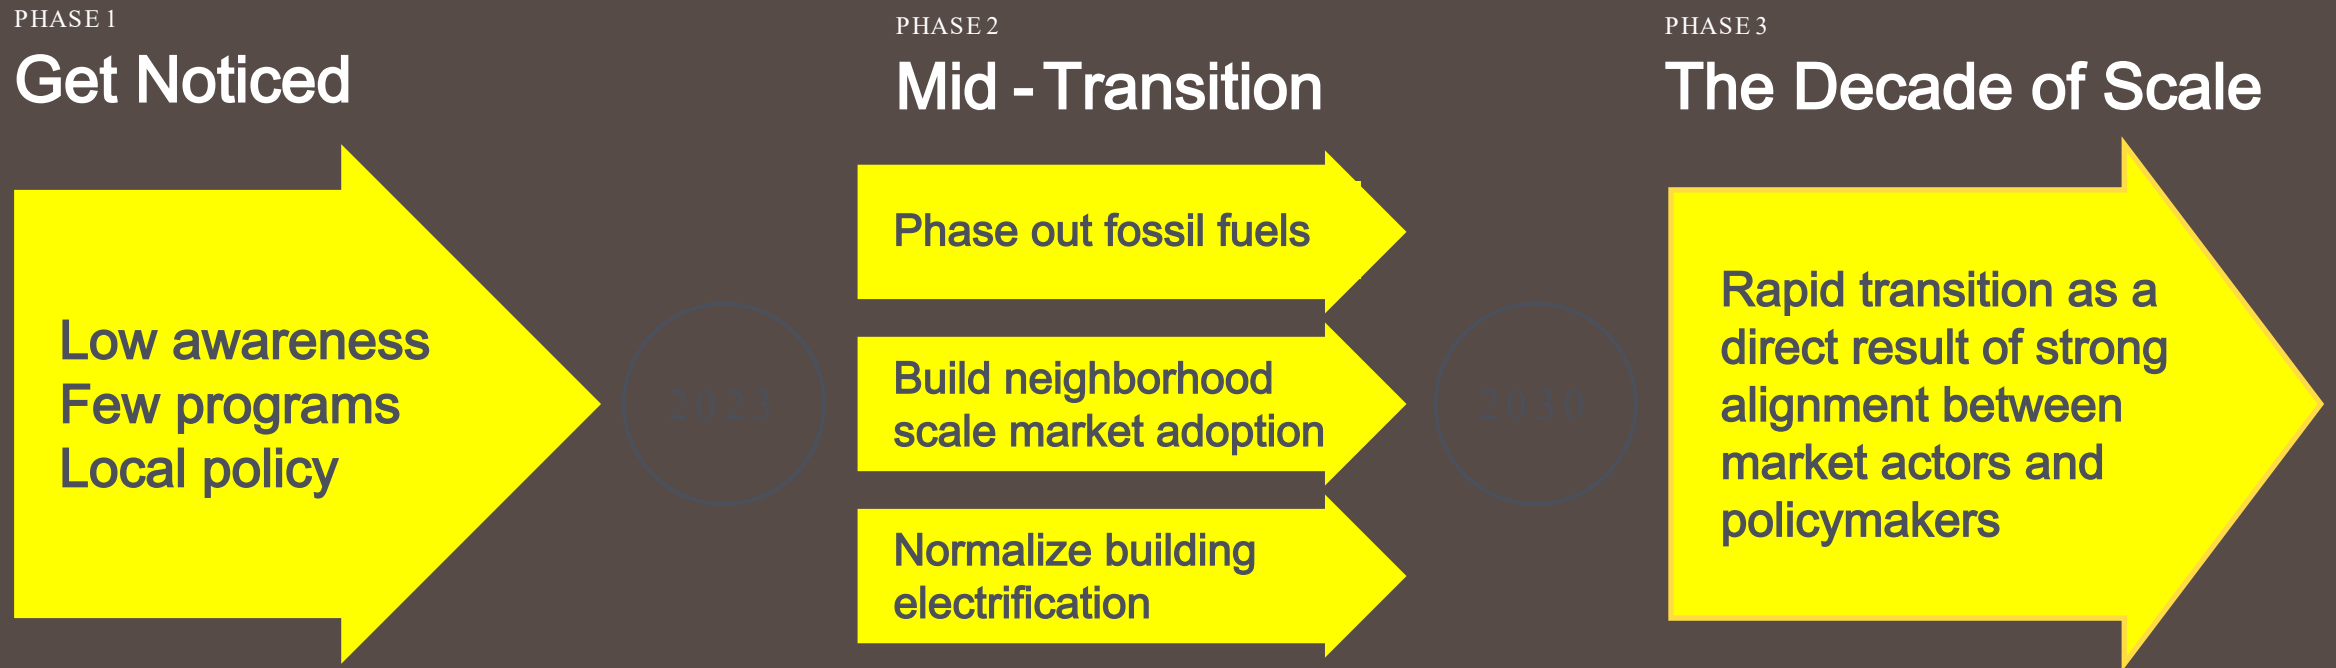 PHASE 1
Get Noticed
Low awareness
Few programs
Local policy
2023
PHASE 2
Mid - Transition
Phase out fossil fuels
Build neighborhood
scale market adoption
Normalize building
electrification
2030
PHASE 3
The Decade of Scale
Rapid transition as a
direct result of strong
alignment between
market actors and
policymakers